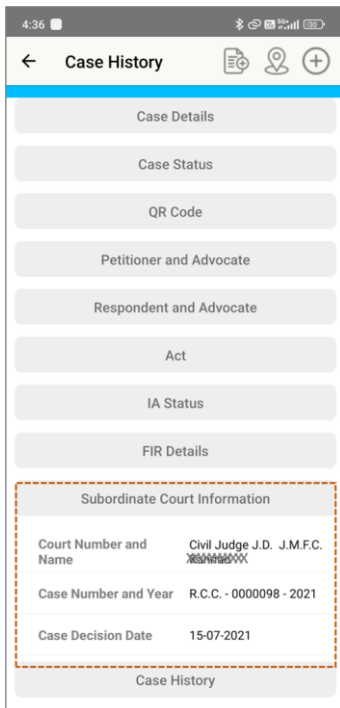 4:36
Case History
Case Details
Case Status
QR Code
Petitioner and Advocate
Respondent and Advocate
Act
IA Status
FIR Details
Subordinate Court Information
Court Number and Name
Civil Judge J.D. J.M.F.C.
Case Number and Year
R.C.C. - 0000098 - 2021
Case Decision Date
15-07-2021
Case History